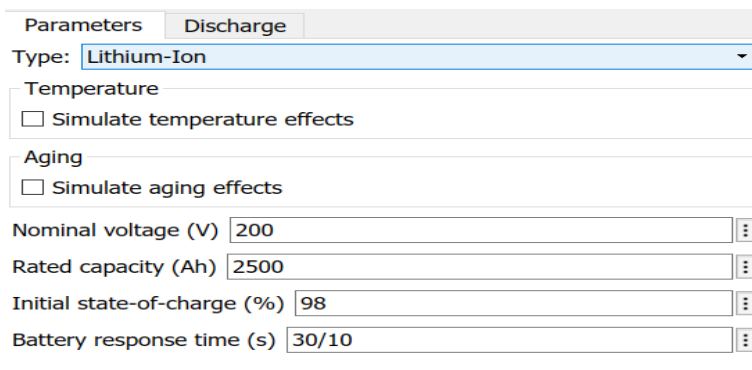 Parameters Discharge
Type: Lithium-Ion
Temperature
Simulate temperature effects
Aging
Simulate aging effects
Nominal voltage (V) 200
Rated capacity (Ah) 2500
Initial state-of-charge (%) 98
Battery response time (s) 30/10